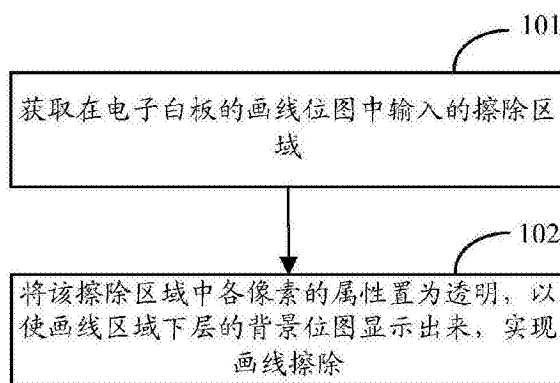 101
获取在电子白板的画线位图中输入的擦除区
域
102
将该擦除区域中各像素的属性置为透明，以
使画线区域下层的背景位图显示出来，实现
画线擦除